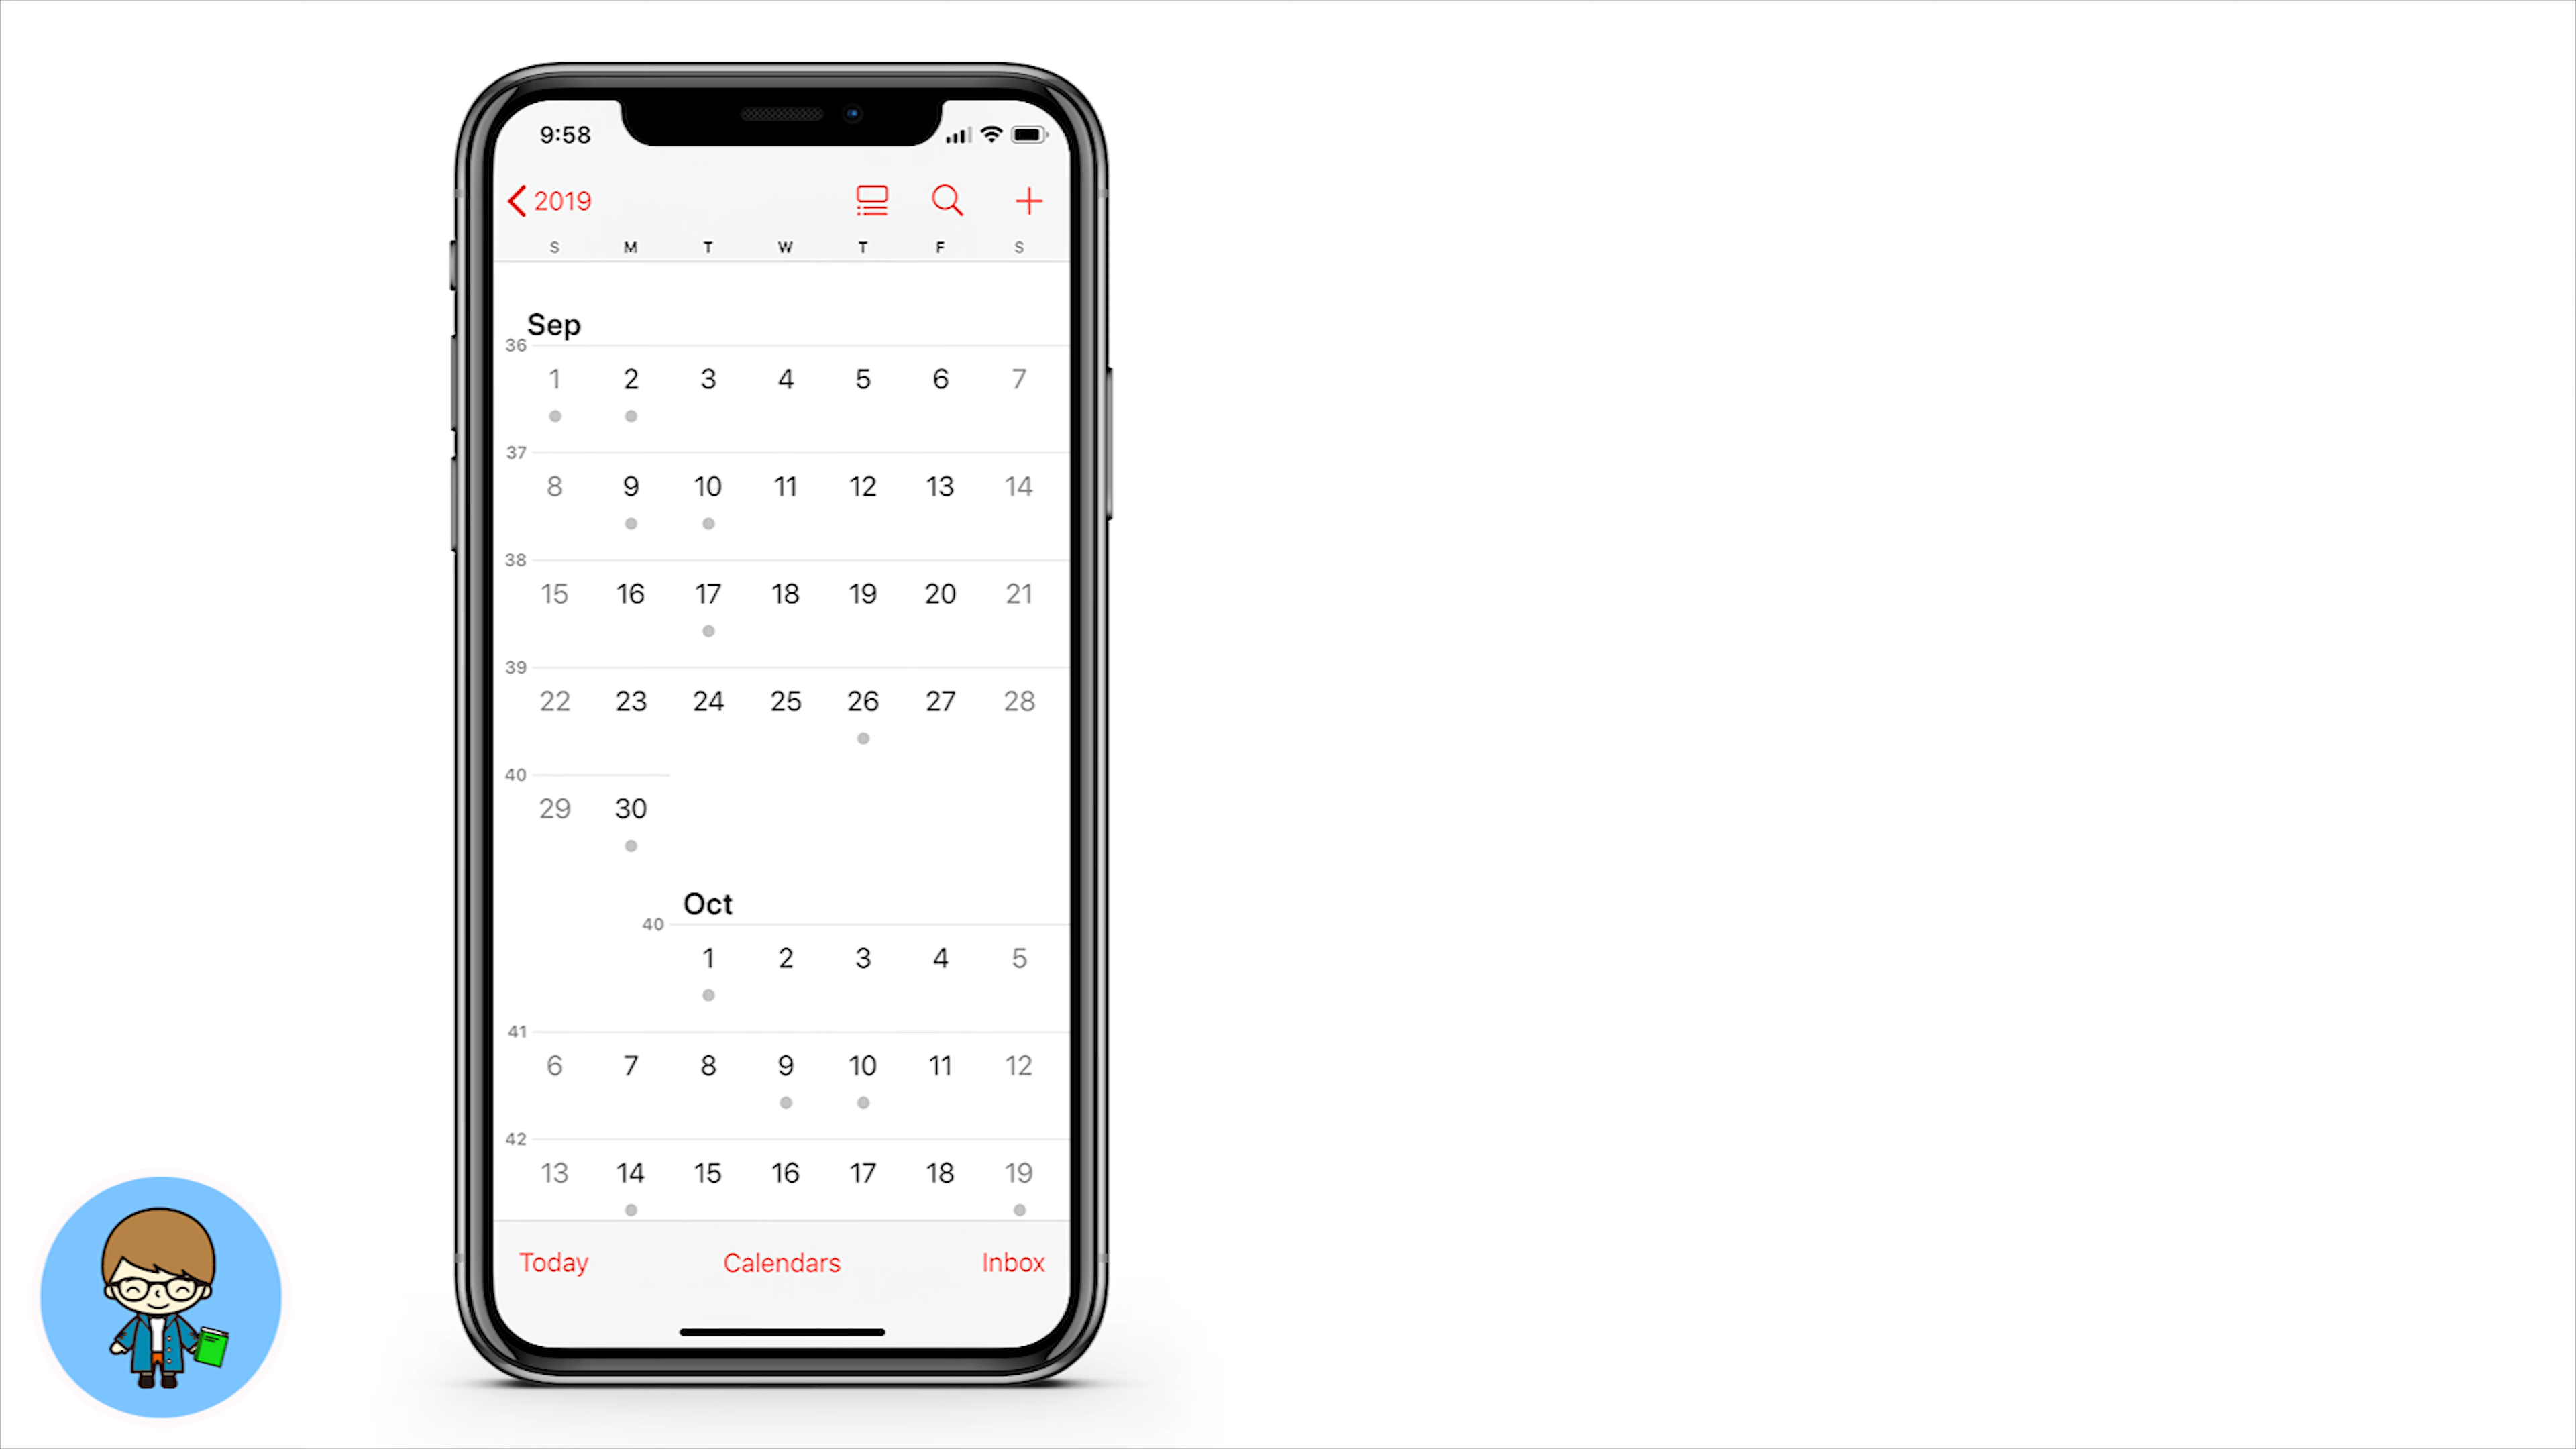 9:58
2019
S M T W T F S
Sep
36
1 2 3 4 5 6 7
37
8 9 10 11 12 13 14
38
15 16 17 18 19 20 21
39
22 23 24 25 26 27 28
40
29 30
Oct
40
1 2 3 4 5
41
6 7 8 9 10 11 12
42
13 14 15 16 17 18 19
Today Calendars Inbox